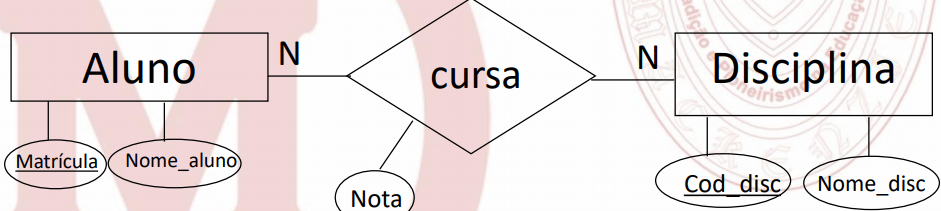 Aluno
N
cursa
N
Disciplina
Matrícula
Nome_aluno
Nota
Cod_disc
Nome_disc